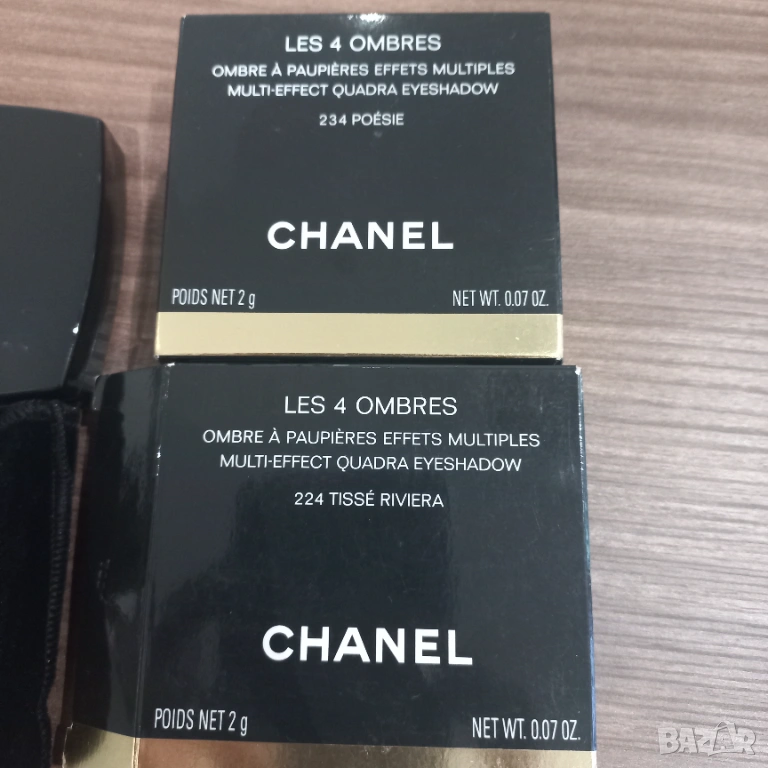 LES 4 OMBRES
OMBRE À PAUPIÈRES EFFETS MULTIPLES
MULTI-EFFECT QUADRA EYESHADOW
234 POÉSIE
CHANEL
POIDS NET 2 g NET WT. 0.07 OZ.
LES 4 OMBRES
OMBRE À PAUPIÈRES EFFETS MULTIPLES
MULTI-EFFECT QUADRA EYESHADOW
224 TISSÉ RIVIERA
CHANEL
POIDS NET 2 g NET WT. 0.07 OZ.
BAZAR